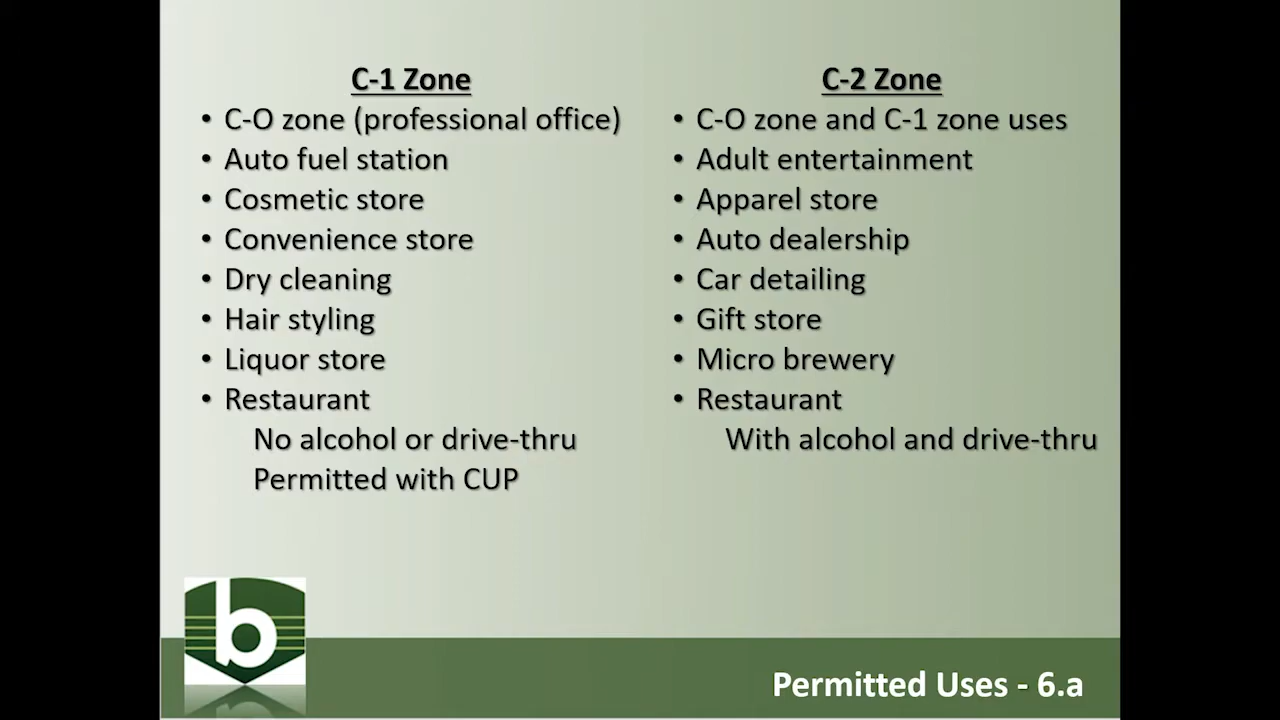 C-1 Zone
• C-O zone (professional office)
• Auto fuel station
• Cosmetic store
• Convenience store
• Dry cleaning
• Hair styling
• Liquor store
• Restaurant
No alcohol or drive-thru
Permitted with CUP
C-2 Zone
• C-O zone and C-1 zone uses
• Adult entertainment
• Apparel store
• Auto dealership
• Car detailing
• Gift store
• Micro brewery
• Restaurant
With alcohol and drive-thru
b
Permitted Uses - 6.a